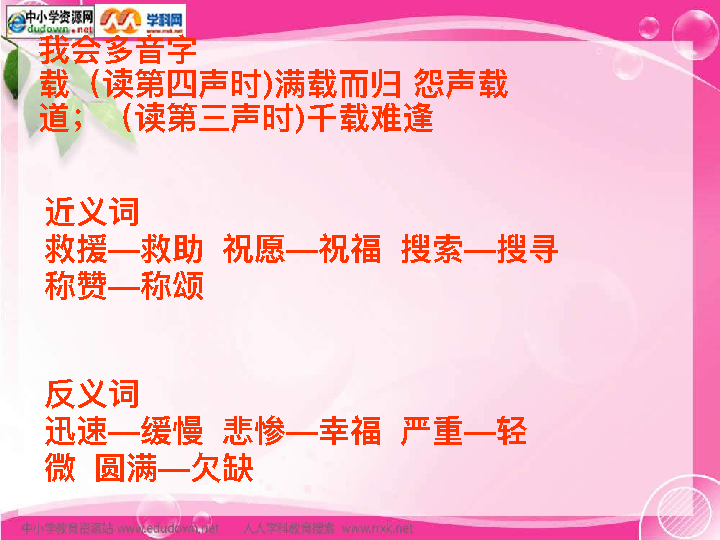 中小学资源网
dudown.net
学科网
www.nxk.net
我会多音字
载（读第四声时)满载而归 怨声载
道；（读第三声时)千载难逢
近义词
救援—救助 祝愿—祝福 搜索—搜寻
称赞—称颂
反义词
迅速—缓慢 悲惨—幸福 严重—轻
微 圆满—欠缺
中小学教育资源站 www.edudown.net 人人学科教育搜索 www.nxk.net